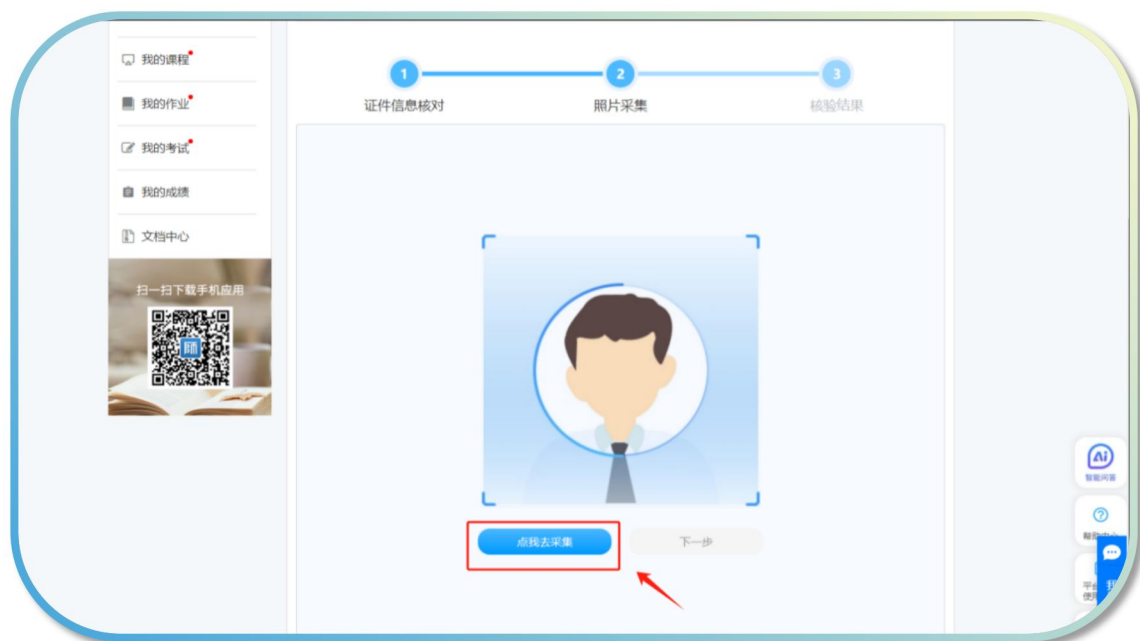 我的课程
我的作业
我的考试
我的成绩
文档中心
扫一扫下载手机应用
师
1
2
3
证件信息核对
照片采集
核验结果
点我去采集
下一步
Ai
智能问答